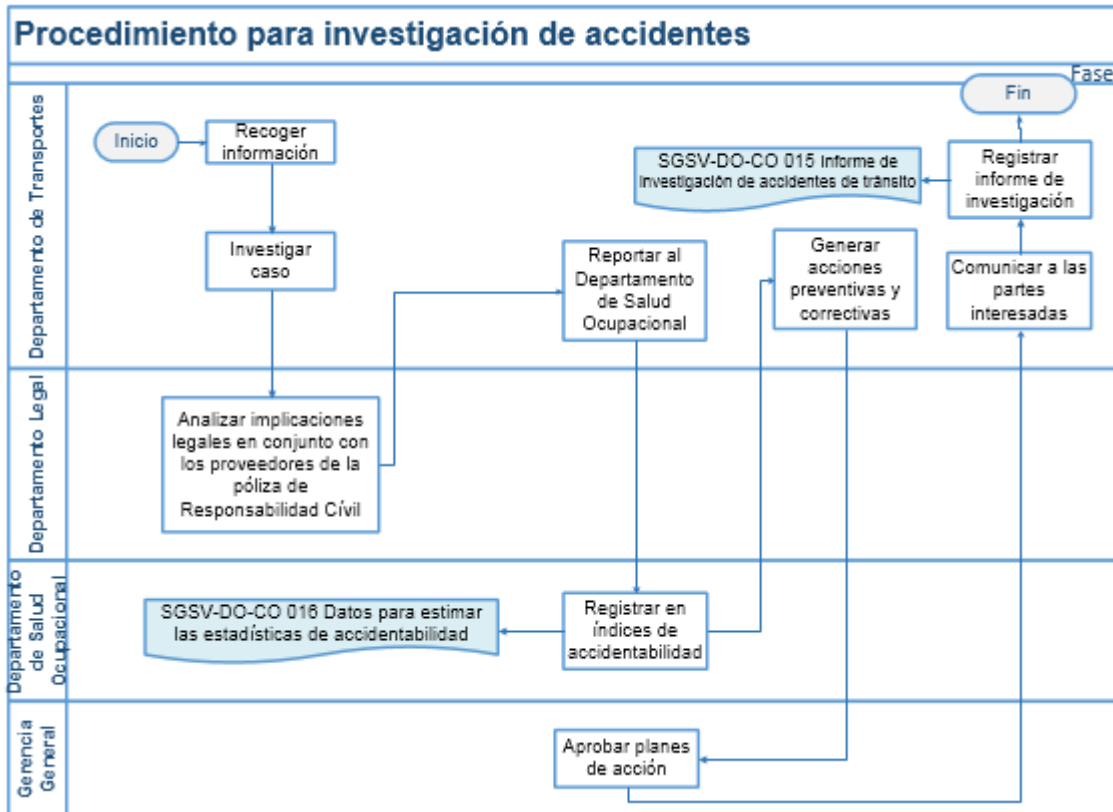 Procedimiento para investigación de accidentes
Fase
Departamento de Transportes
Inicio
Recoger
información
Investigar
caso
Reportar al
Departamento
de Salud
Ocupacional
Generar
acciones
preventivas y
correctivas
SGSV-DO-CO 015 Informe de
investigación de accidentes de tránsito
Fin
Registrar
informe de
investigación
Comunicar a las
partes
interesadas
Departamento Legal
Analizar implicaciones
legales en conjunto con
los proveedores de la
póliza de
Responsabilidad Cívil
Departamento
de Salud
Ocupacional
SGSV-DO-CO 016 Datos para estimar
las estadísticas de accidentabilidad
Registrar en
índices de
accidentabilidad
Gerencia
General
Aprobar planes
de acción